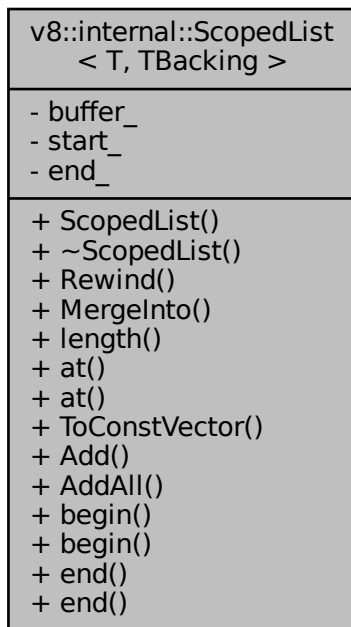 v8::internal::ScopedList
< T, TBacking >
- buffer_
- start_
- end_
+ ScopedList()
+ ~ScopedList()
+ Rewind()
+ MergeInto()
+ length()
+ at()
+ at()
+ ToConstVector()
+ Add()
+ AddAll()
+ begin()
+ begin()
+ end()
+ end()